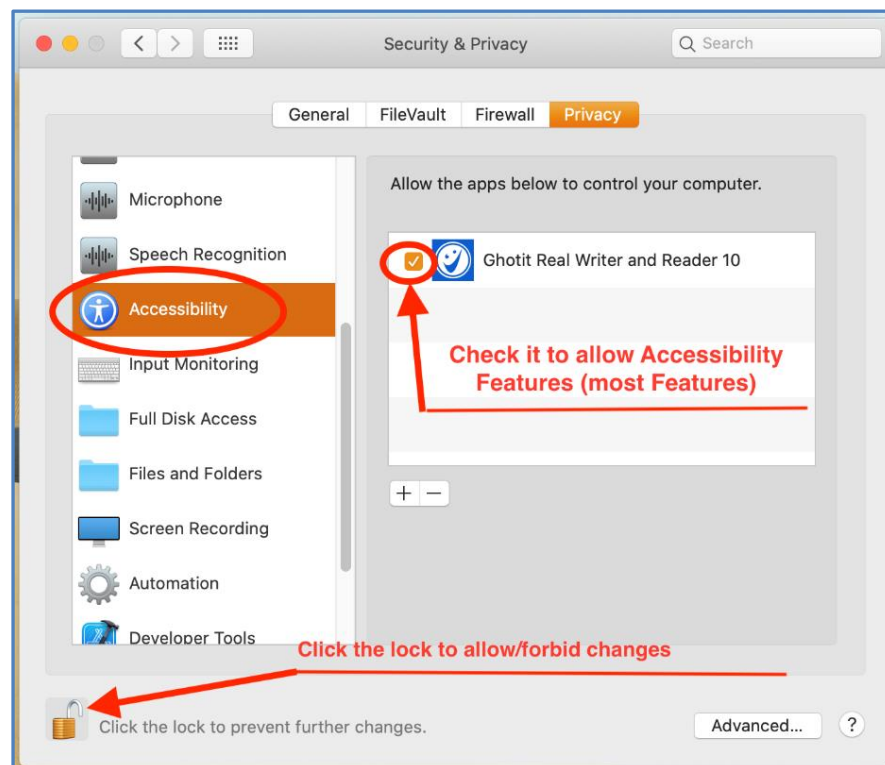 Security & Privacy
Search
General FileVault Firewall Privacy
Microphone
Speech Recognition
Accessibility
Input Monitoring
Full Disk Access
Files and Folders
Screen Recording
Automation
Developer Tools
Allow the apps below to control your computer.
Ghotit Real Writer and Reader 10
Check it to allow Accessibility
Features (most Features)
+ −
Click the lock to allow/forbid changes
Click the lock to prevent further changes.
Advanced... ?